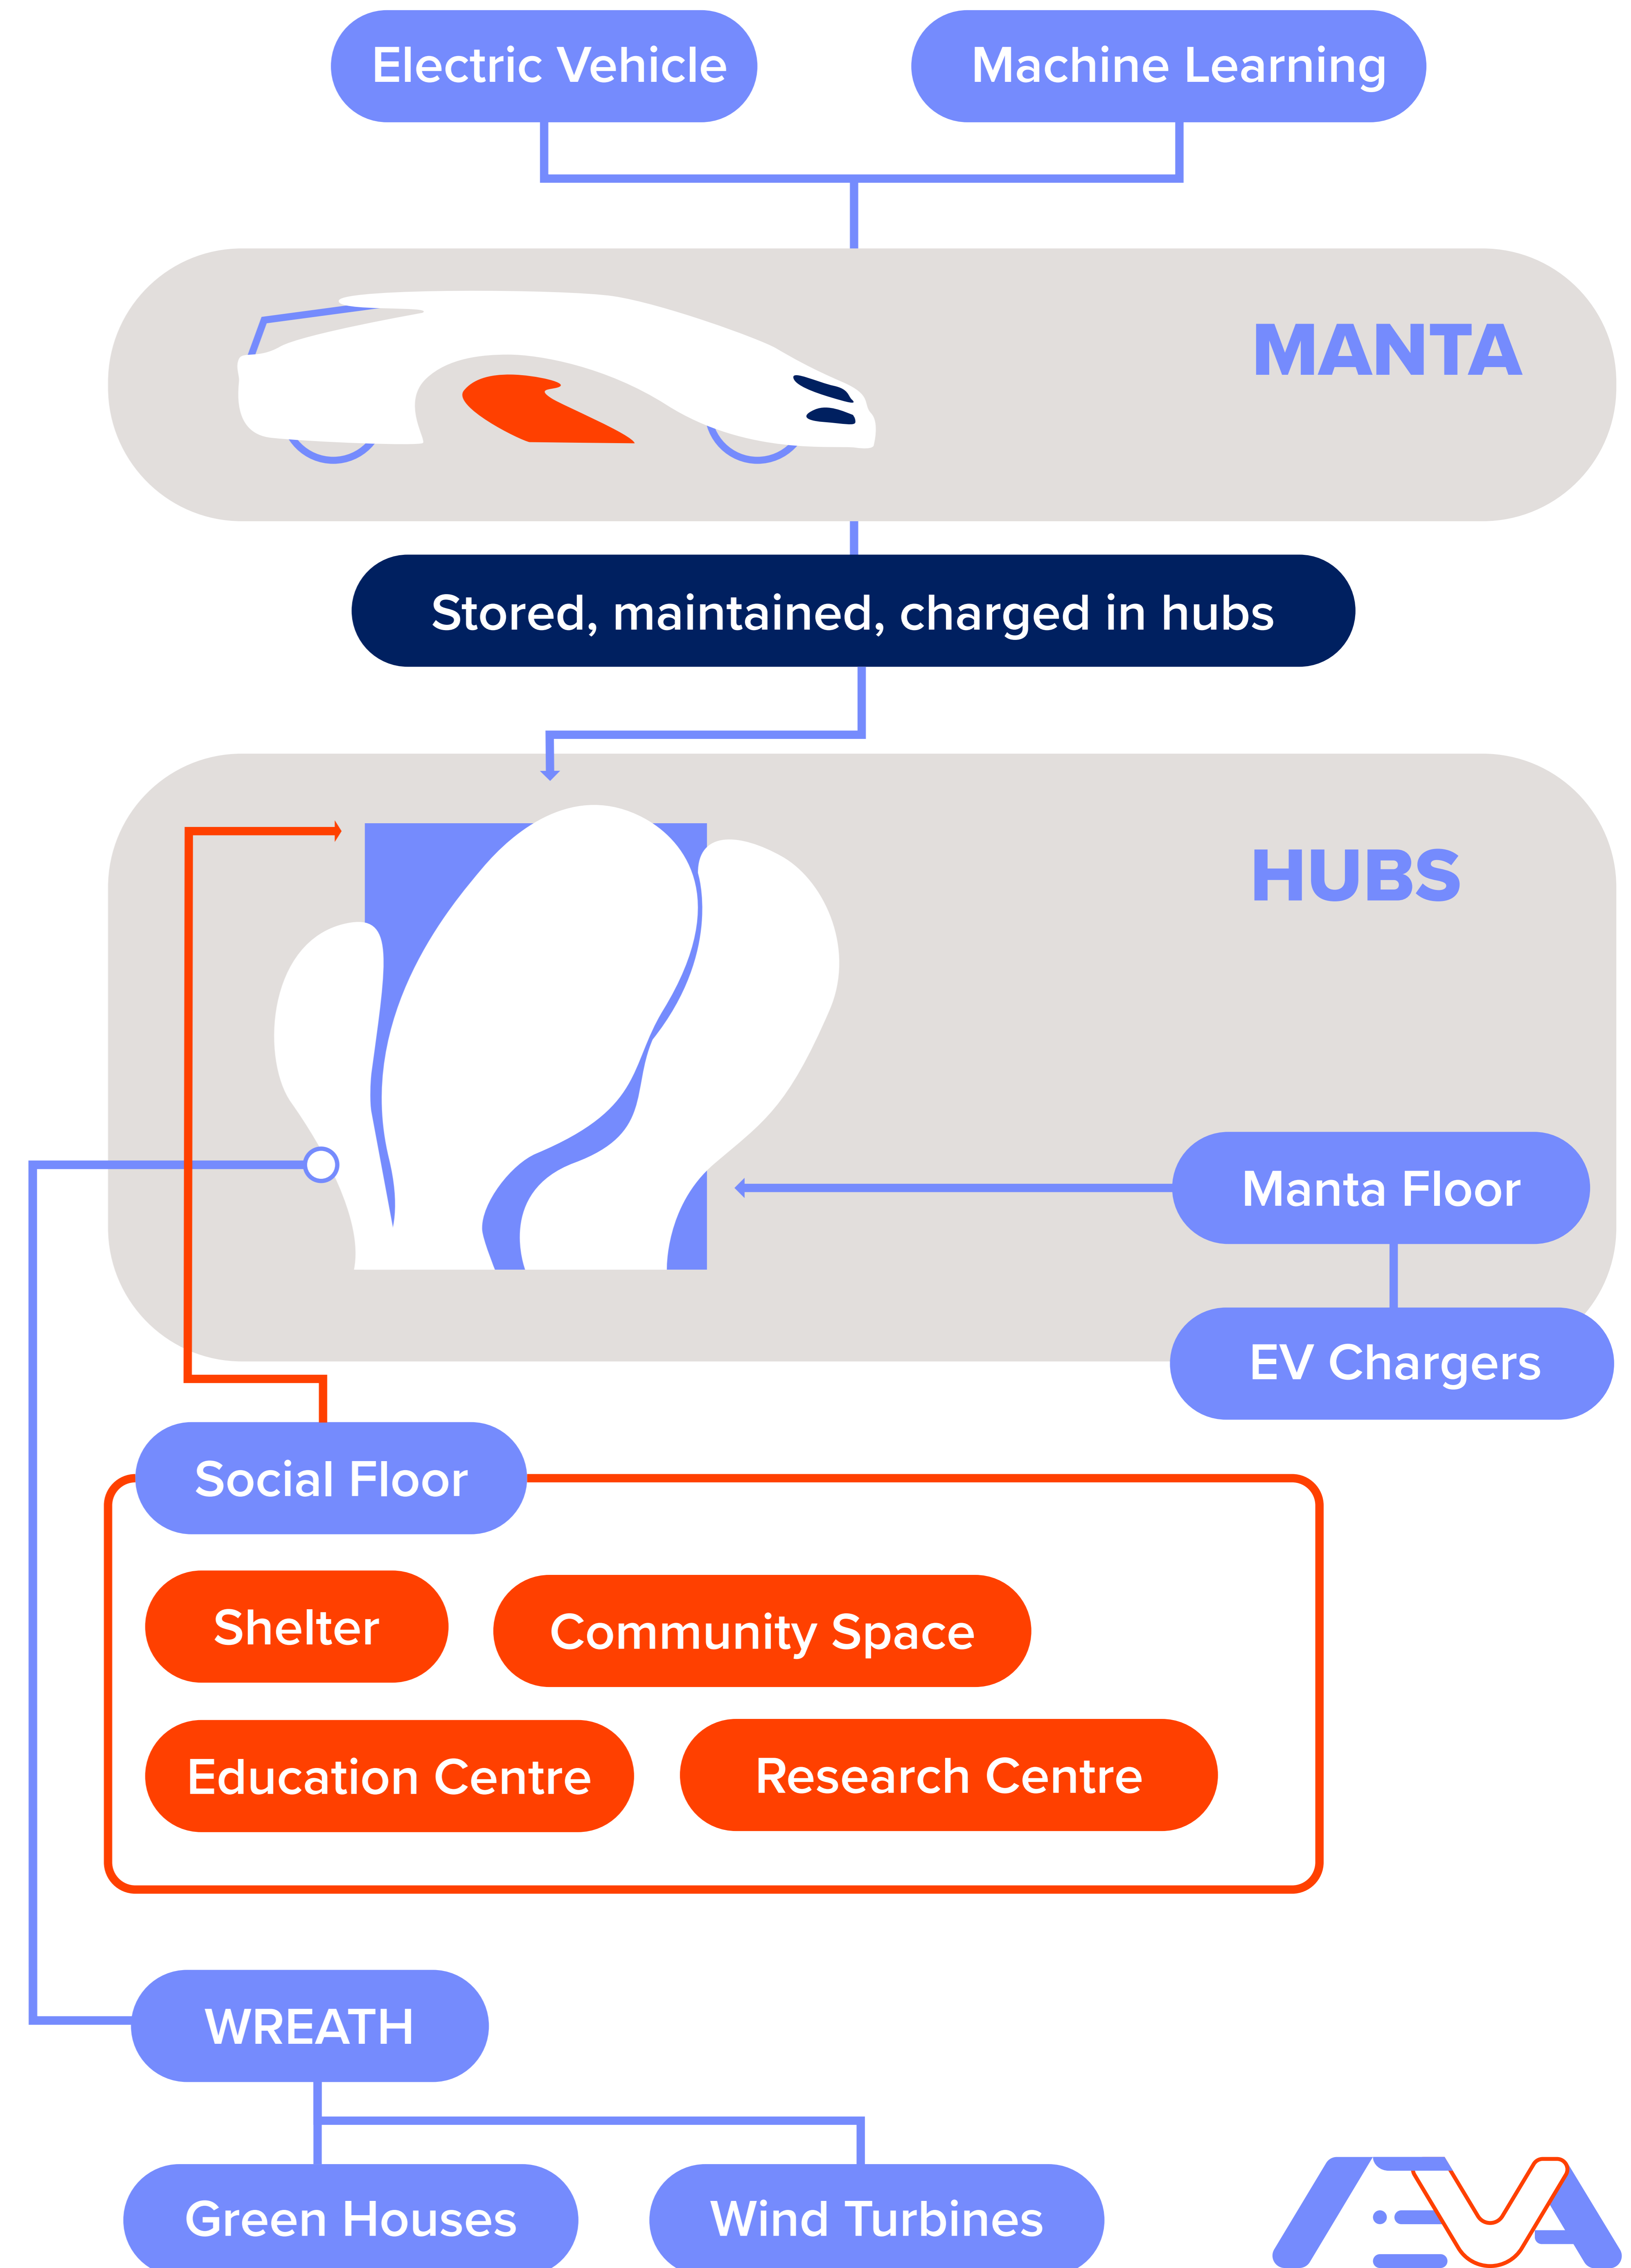 Electric Vehicle
Machine Learning
MANTA
Stored, maintained, charged in hubs
HUBS
Manta Floor
EV Chargers
Social Floor
Shelter
Community Space
Education Centre
Research Centre
WREATH
Green Houses
Wind Turbines